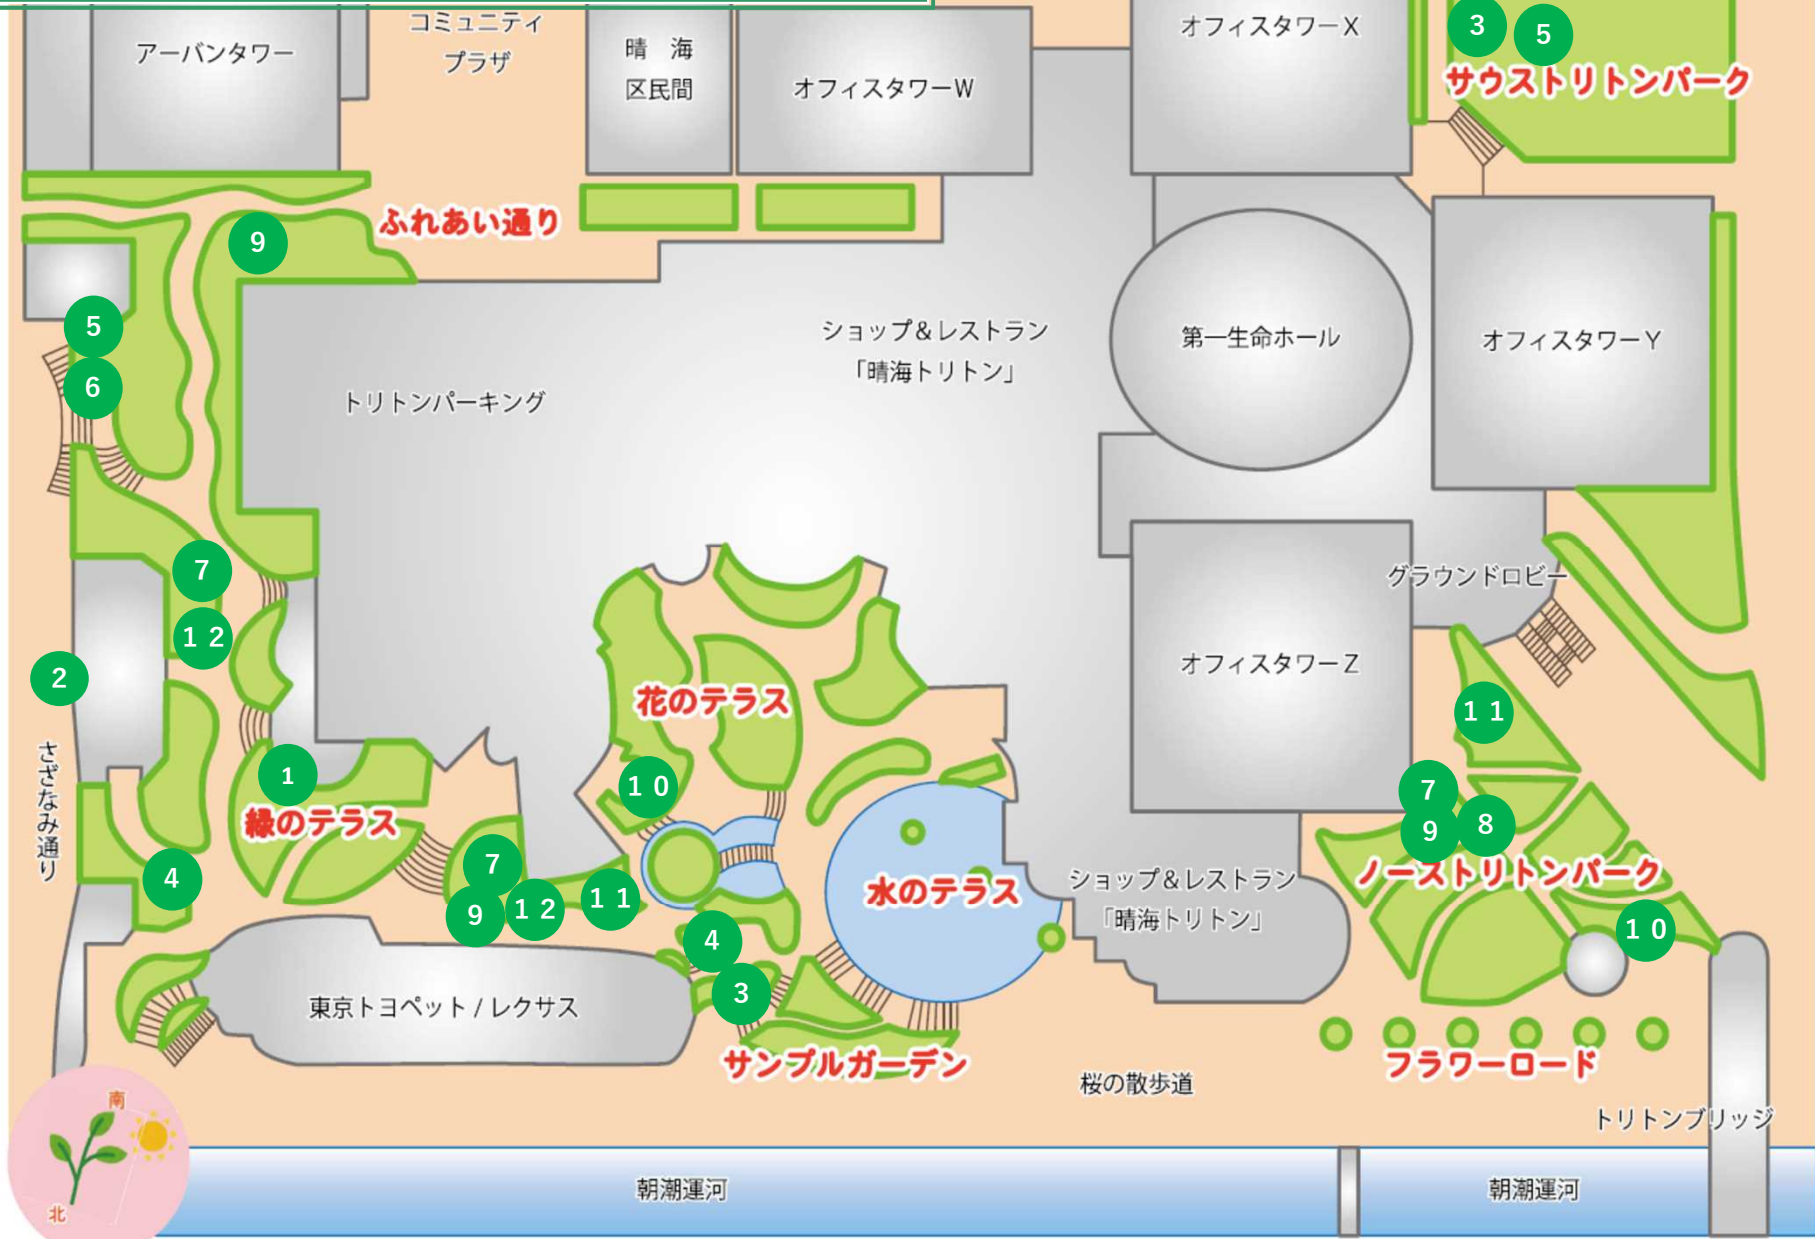 コミュニティ
プラザ
アーバンタワー
晴　海
区民間
オフィスタワーW
オフィスタワーX
3
5
サウストリトンパーク
ふれあい通り
9
5
6
ショップ＆レストラン
「晴海トリトン」
第一生命ホール
オフィスタワーY
トリトンパーキング
7
12
2
グラウンドロビー
オフィスタワーZ
花のテラス
11
さざなみ通り
1
緑のテラス
10
7
9
8
ノーストリトンパーク
4
7
9
12
11
水のテラス
ショップ＆レストラン
「晴海トリトン」
10
4
3
東京トヨペット / レクサス
サンプルガーデン
フラワーロード
桜の散歩道
トリトンブリッジ
南
北
朝潮運河
朝潮運河